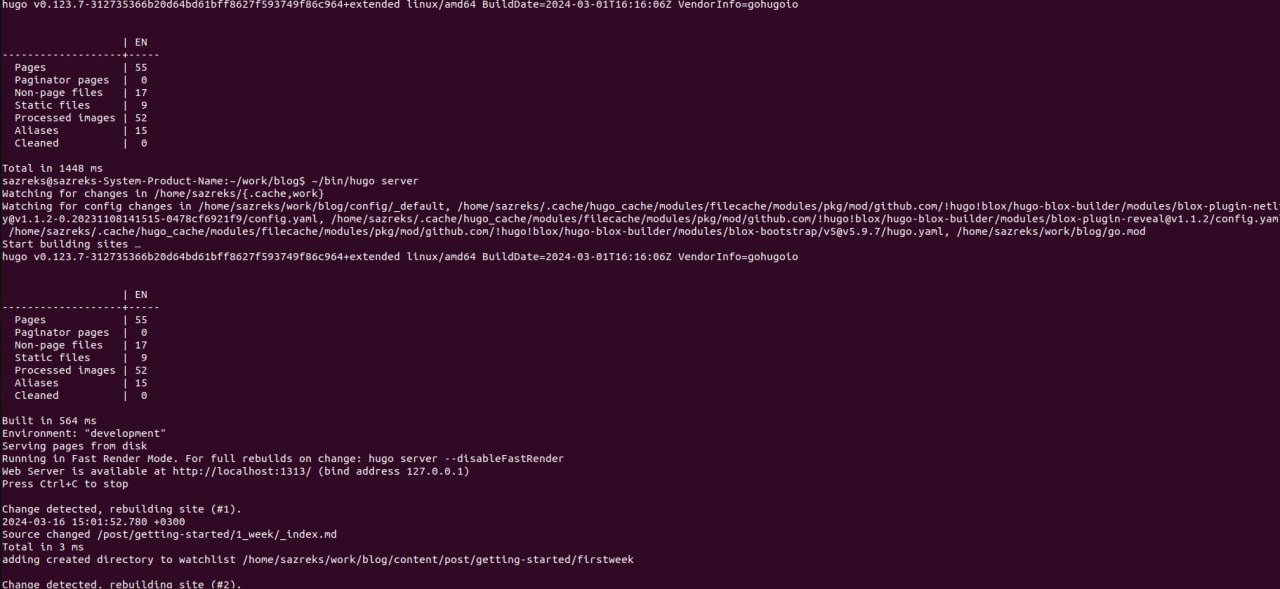 hugo v0.123.7-312735366b20d64bd61bff8627f593749f86c964+extended linux/amd64 BuildDate=2024-03-01T16:16:06Z VendorInfo=gohugoio
                   | EN
-------------------+-----
  Pages            | 55
  Paginator pages  |  0
  Non-page files   | 17
  Static files     |  9
  Processed images | 52
  Aliases          | 15
  Cleaned          |  0
Total in 1448 ms
sazreks@sazreks-System-Product-Name:~/work/blog$ ~/bin/hugo server
Watching for changes in /home/sazreks/{.cache,work}
Watching for config changes in /home/sazreks/work/blog/config/_default, /home/sazreks/.cache/hugo_cache/modules/filecache/modules/pkg/mod/github.com/!hugo!blox/hugo-blox-builder/modules/blox-plugin-netl
y@v1.1.2-0.20231108141515-0478cf6921f9/config.yaml, /home/sazreks/.cache/hugo_cache/modules/filecache/modules/pkg/mod/github.com/!hugo!blox/hugo-blox-builder/modules/blox-plugin-reveal@v1.1.2/config.yam
 /home/sazreks/.cache/hugo_cache/modules/filecache/modules/pkg/mod/github.com/!hugo!blox/hugo-blox-builder/modules/blox-bootstrap/v5@v5.9.7/hugo.yaml, /home/sazreks/work/blog/go.mod
Start building sites …
hugo v0.123.7-312735366b20d64bd61bff8627f593749f86c964+extended linux/amd64 BuildDate=2024-03-01T16:16:06Z VendorInfo=gohugoio
                   | EN
-------------------+-----
  Pages            | 55
  Paginator pages  |  0
  Non-page files   | 17
  Static files     |  9
  Processed images | 52
  Aliases          | 15
  Cleaned          |  0
Built in 564 ms
Environment: "development"
Serving pages from disk
Running in Fast Render Mode. For full rebuilds on change: hugo server --disableFastRender
Web Server is available at http://localhost:1313/ (bind address 127.0.0.1)
Press Ctrl+C to stop
Change detected, rebuilding site (#1).
2024-03-16 15:01:52.780 +0300
Source changed /post/getting-started/1_week/_index.md
Total in 3 ms
adding created directory to watchlist /home/sazreks/work/blog/content/post/getting-started/firstweek
Change detected, rebuilding site (#2).